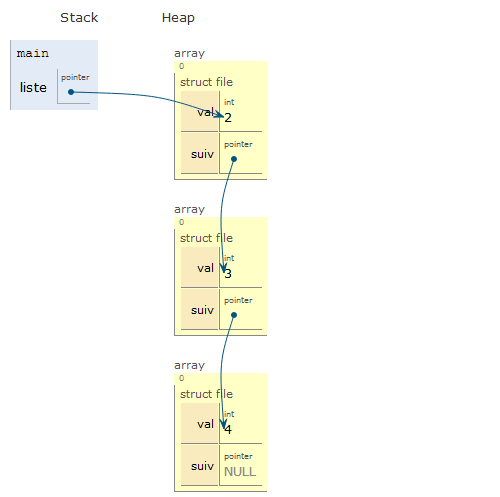 Stack Heap
main
liste pointer
array
0
struct file
val int 2
suiv pointer
array
0
struct file
val int 3
suiv pointer
array
0
struct file
val int 4
suiv pointer NULL